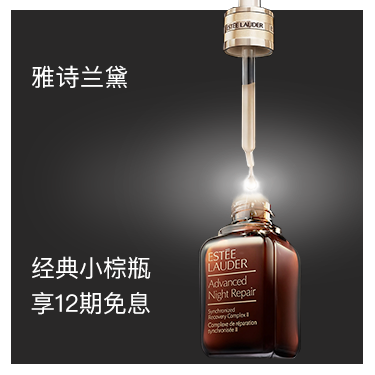 ESTĒE LAUDER
雅诗兰黛
经典小棕瓶
享12期免息
ESTĒE
LAUDER
Advanced
Night Repair
Synchronized
Recovery Complex II
Complexe de réparation
synchronisée II